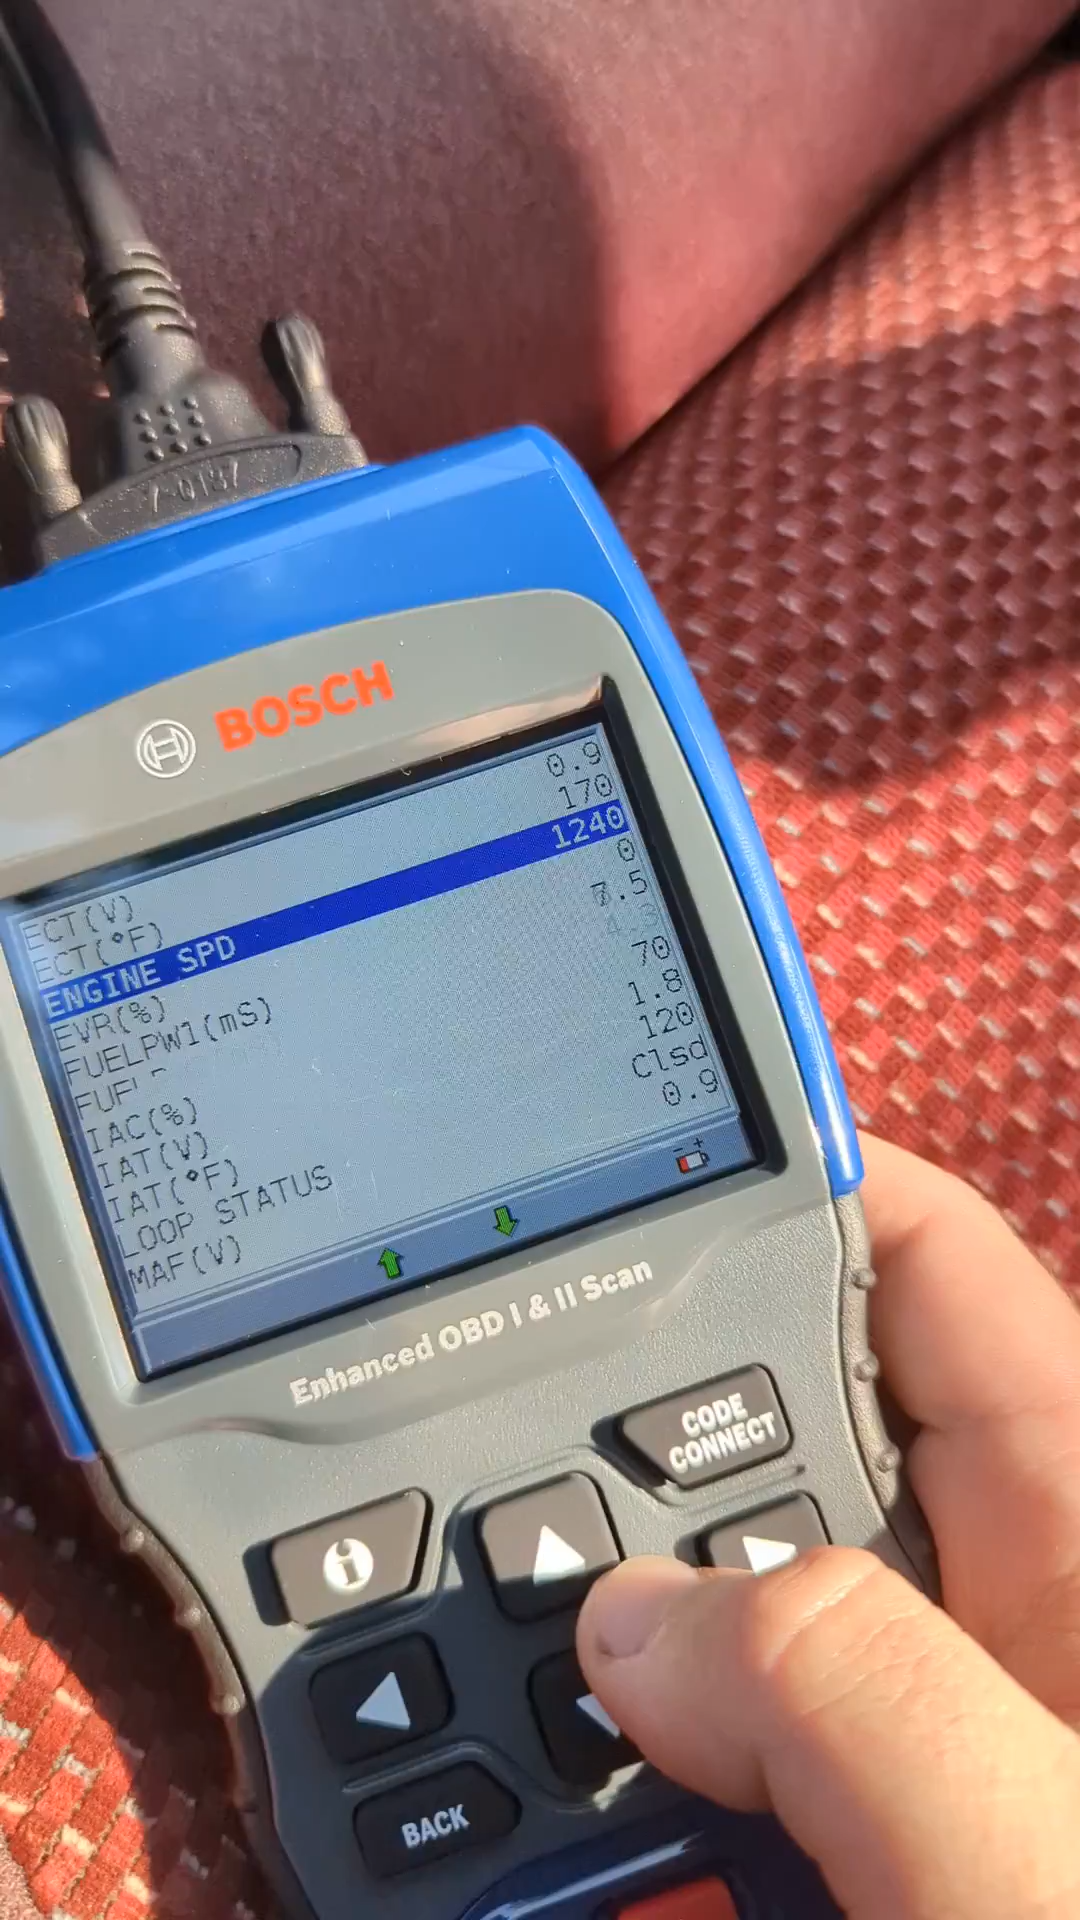 7-0187
BOSCH
ECT(V) 0.9
ECT(°F) 170
ENGINE SPD 1240
EVR(%) 0
FUELPW1(mS) .5
IAC(%) 70
IAT(V) 1.8
IAT(°F) 120
LOOP STATUS Clsd
MAF(V) 0.9
Enhanced OBD I & II Scan
CODE
CONNECT
i
BACK